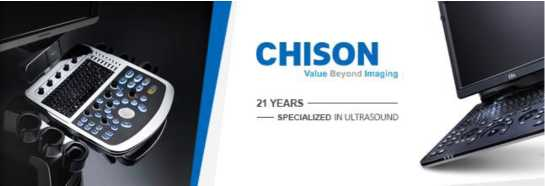 CHISON
Value Beyond Imaging
21 YEARS
SPECIALIZED IN ULTRASOUND